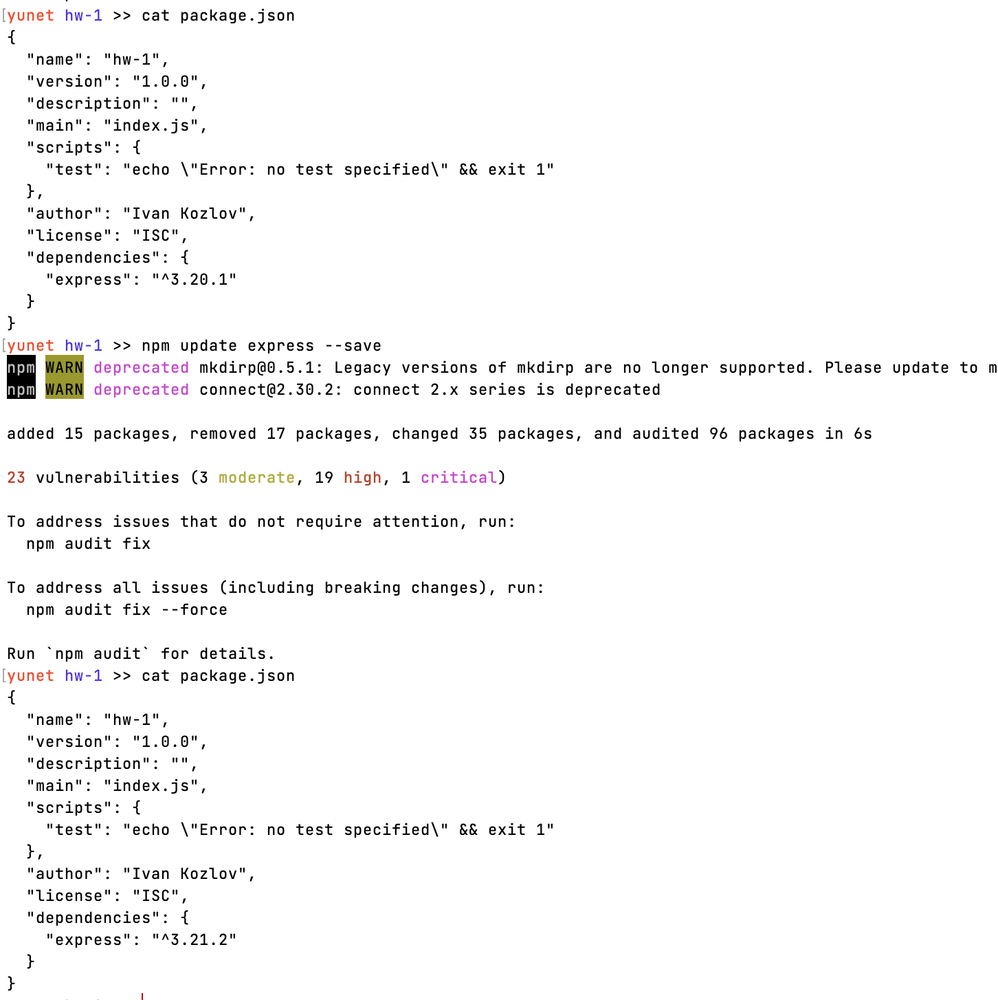 yunet hw-1 >> cat package.json
{
  "name": "hw-1",
  "version": "1.0.0",
  "description": "",
  "main": "index.js",
  "scripts": {
    "test": "echo \"Error: no test specified\" && exit 1"
  },
  "author": "Ivan Kozlov",
  "license": "ISC",
  "dependencies": {
    "express": "^3.20.1"
  }
}
yunet hw-1 >> npm update express --save
npm WARN deprecated mkdirp@0.5.1: Legacy versions of mkdirp are no longer supported. Please update to m
npm WARN deprecated connect@2.30.2: connect 2.x series is deprecated
added 15 packages, removed 17 packages, changed 35 packages, and audited 96 packages in 6s
23 vulnerabilities (3 moderate, 19 high, 1 critical)
To address issues that do not require attention, run:
  npm audit fix
To address all issues (including breaking changes), run:
  npm audit fix --force
Run `npm audit` for details.
yunet hw-1 >> cat package.json
{
  "name": "hw-1",
  "version": "1.0.0",
  "description": "",
  "main": "index.js",
  "scripts": {
    "test": "echo \"Error: no test specified\" && exit 1"
  },
  "author": "Ivan Kozlov",
  "license": "ISC",
  "dependencies": {
    "express": "^3.21.2"
  }
}